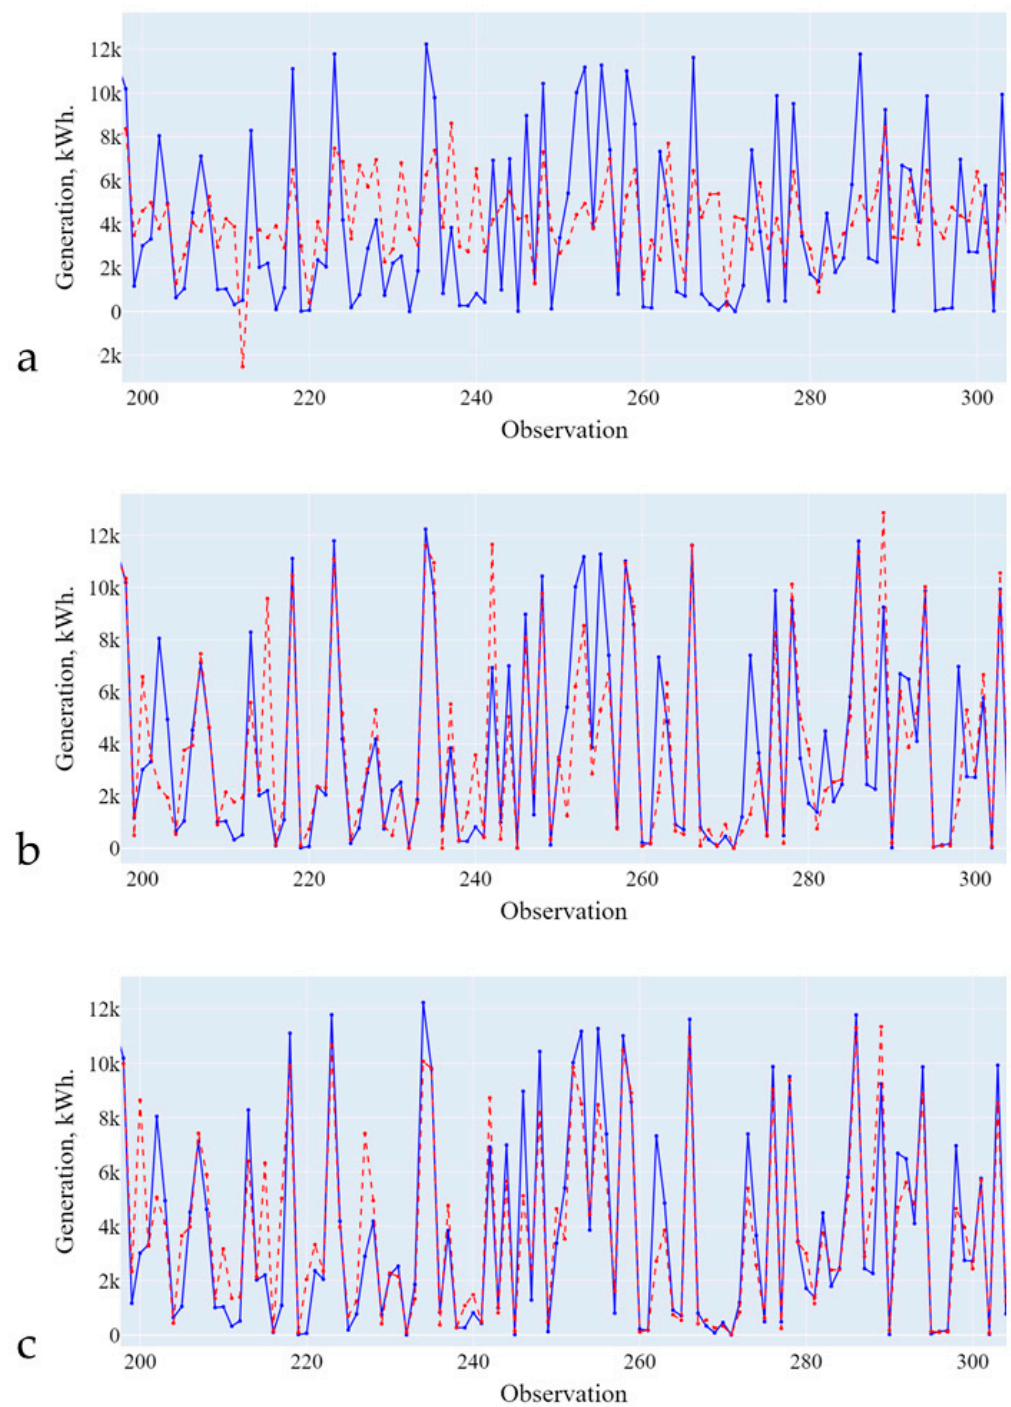 12k
10k
8k
6k
4k
2k
0
2k
Generation, kWh.
a
200 220 240 260 280 300
Observation
12k
10k
8k
6k
4k
2k
0
Generation, kWh.
b
200 220 240 260 280 300
Observation
12k
10k
8k
6k
4k
2k
0
Generation, kWh.
c
200 220 240 260 280 300
Observation